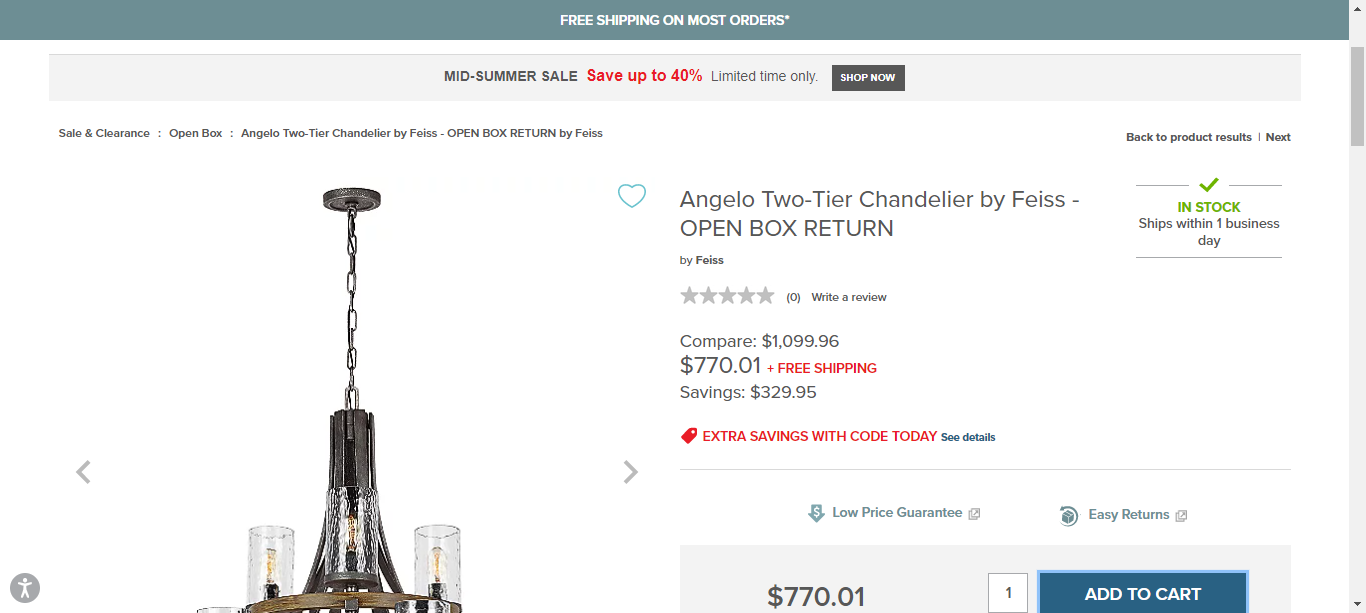 FREE SHIPPING ON MOST ORDERS*
MID-SUMMER SALE Save up to 40% Limited time only. SHOP NOW
Sale & Clearance : Open Box : Angelo Two-Tier Chandelier by Feiss - OPEN BOX RETURN by Feiss
Back to product results | Next
Angelo Two-Tier Chandelier by Feiss -
OPEN BOX RETURN
by Feiss
(0) Write a review
IN STOCK
Ships within 1 business
day
Compare: $1,099.96
$770.01 + FREE SHIPPING
Savings: $329.95
EXTRA SAVINGS WITH CODE TODAY See details
Low Price Guarantee
Easy Returns
$770.01
1
ADD TO CART